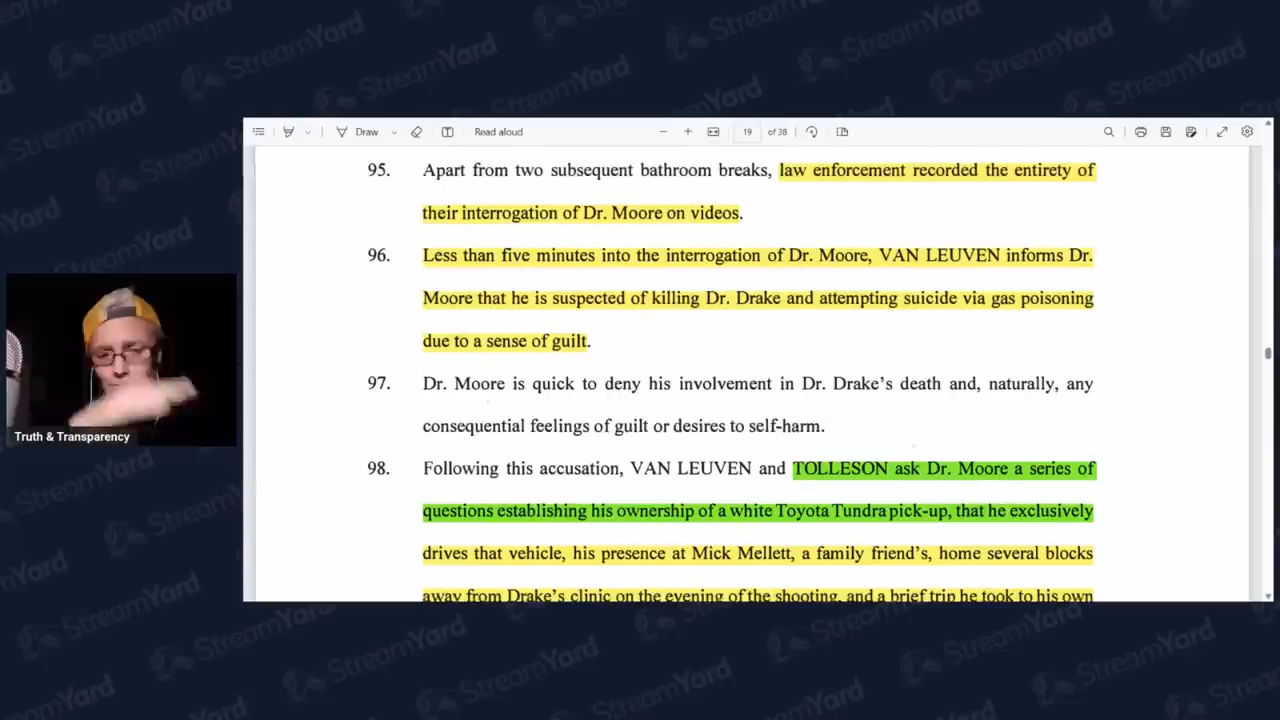 Draw
Read aloud
19 of 38
95. Apart from two subsequent bathroom breaks, law enforcement recorded the entirety of
their interrogation of Dr. Moore on videos.
96. Less than five minutes into the interrogation of Dr. Moore, VAN LEUVEN informs Dr.
Moore that he is suspected of killing Dr. Drake and attempting suicide via gas poisoning
due to a sense of guilt.
97. Dr. Moore is quick to deny his involvement in Dr. Drake's death and, naturally, any
consequential feelings of guilt or desires to self-harm.
98. Following this accusation, VAN LEUVEN and TOLLESON ask Dr. Moore a series of
questions establishing his ownership of a white Toyota Tundra pick-up, that he exclusively
drives that vehicle, his presence at Mick Mellett, a family friend's, home several blocks
away from Drake's clinic on the evening of the shooting, and a brief trip he took to his own
Truth & Transparency
StreamYard